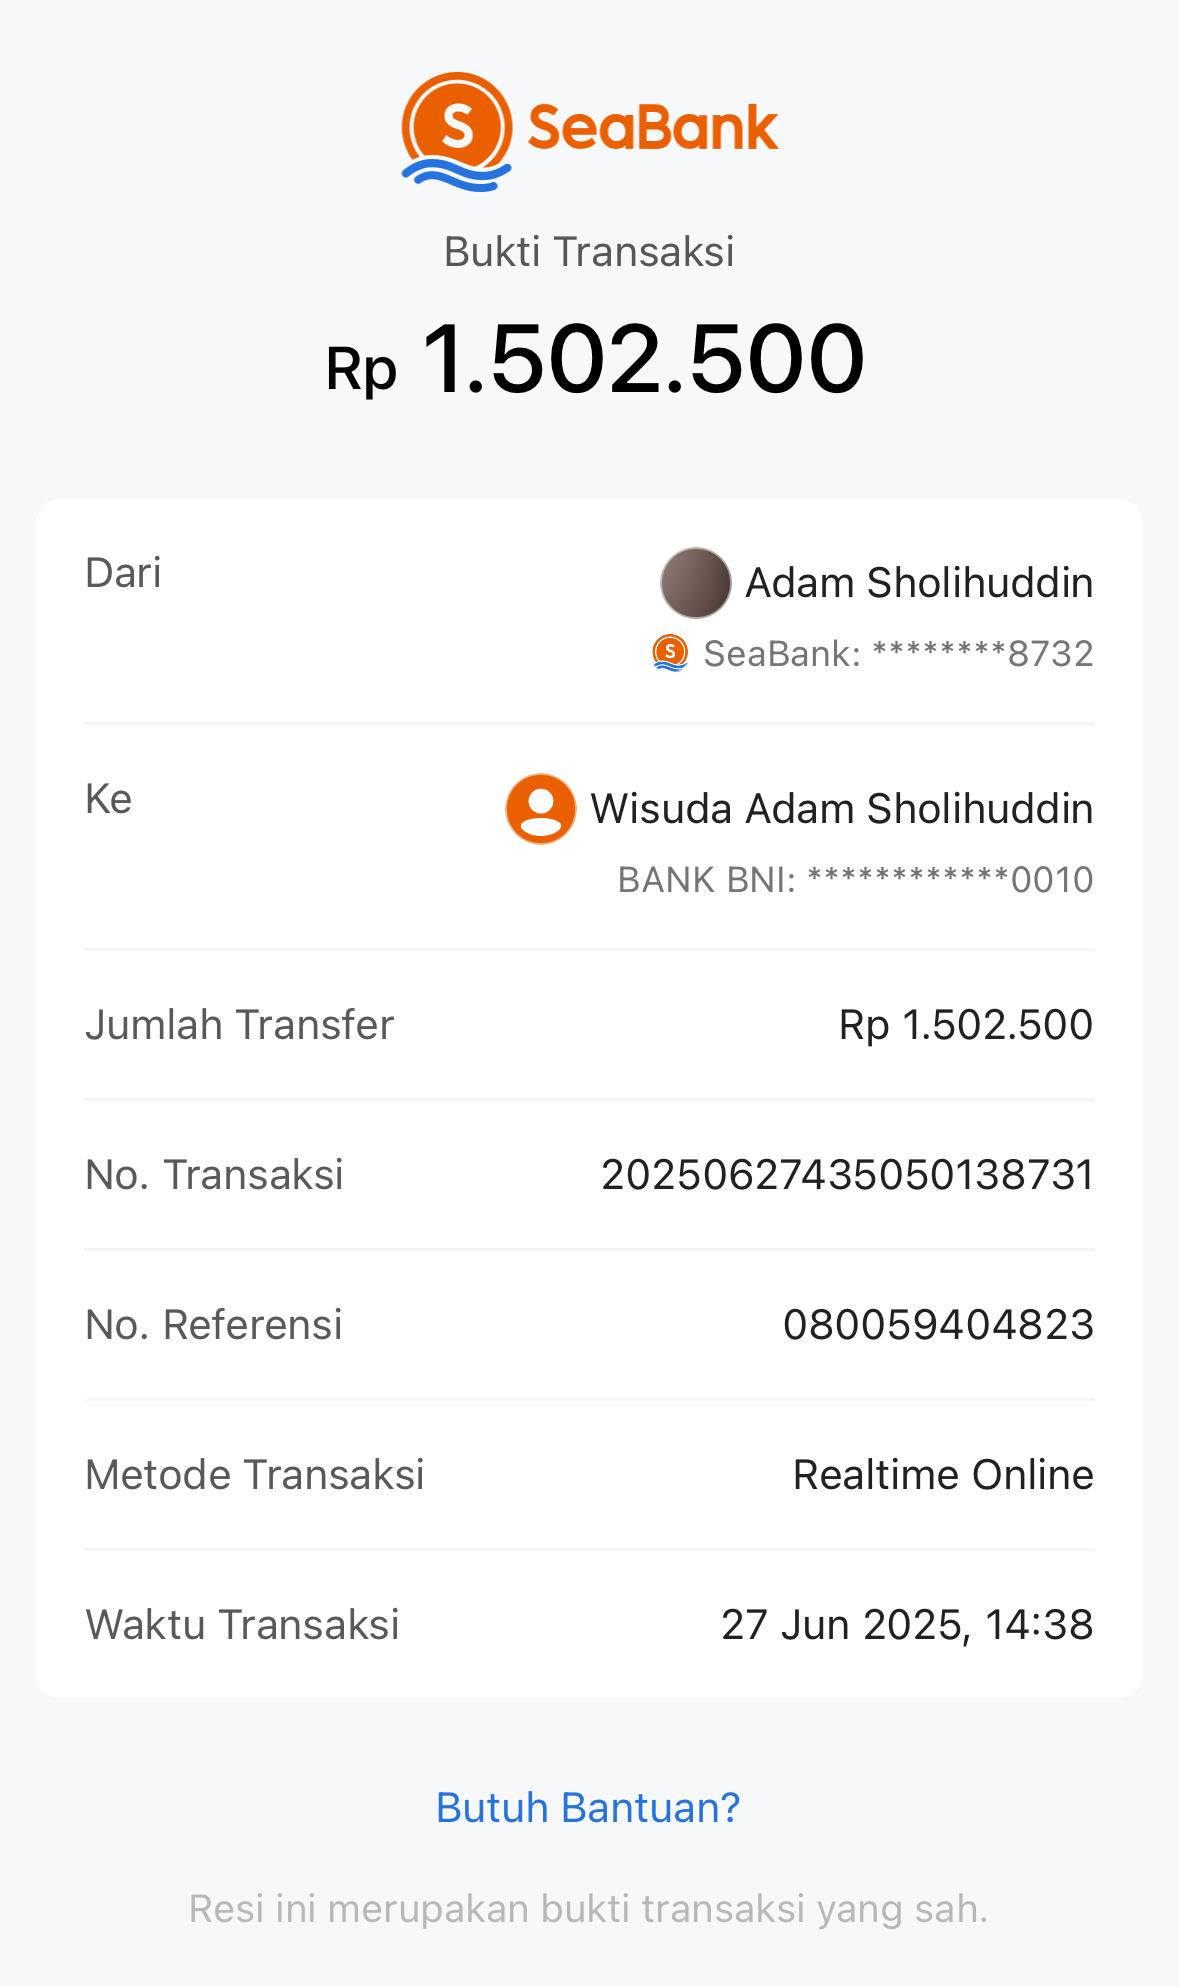 SeaBank
Bukti Transaksi
Rp 1.502.500
Dari
Adam Sholihuddin
SeaBank: ********8732
Ke
Wisuda Adam Sholihuddin
BANK BNI: ************0010
Jumlah Transfer
Rp 1.502.500
No. Transaksi
20250627435050138731
No. Referensi
080059404823
Metode Transaksi
Realtime Online
Waktu Transaksi
27 Jun 2025, 14:38
Butuh Bantuan?
Resi ini merupakan bukti transaksi yang sah.